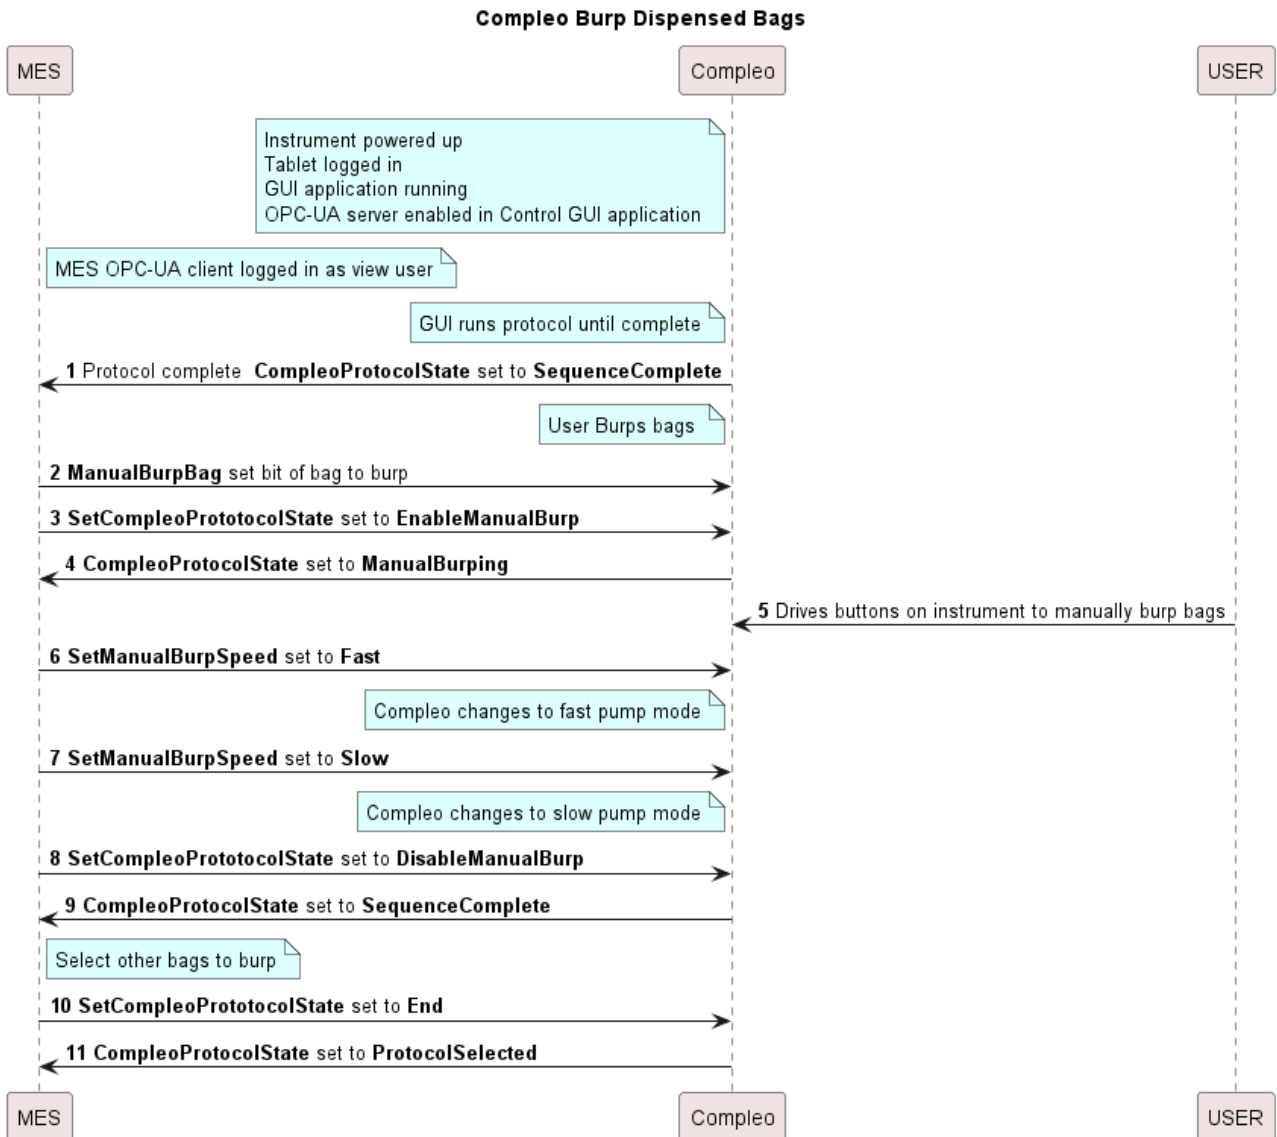 Compleo Burp Dispensed Bags
MES
Compleo
USER
Instrument powered up
Tablet logged in
GUI application running
OPC-UA server enabled in Control GUI application
MES OPC-UA client logged in as view user
GUI runs protocol until complete
1 Protocol complete CompleoProtocolState set to SequenceComplete
User Burps bags
2 ManualBurpBag set bit of bag to burp
3 SetCompleoPrototocolState set to EnableManualBurp
4 CompleoProtocolState set to ManualBurping
5 Drives buttons on instrument to manually burp bags
6 SetManualBurpSpeed set to Fast
Compleo changes to fast pump mode
7 SetManualBurpSpeed set to Slow
Compleo changes to slow pump mode
8 SetCompleoPrototocolState set to DisableManualBurp
9 CompleoProtocolState set to SequenceComplete
Select other bags to burp
10 SetCompleoPrototocolState set to End
11 CompleoProtocolState set to ProtocolSelected
MES
Compleo
USER